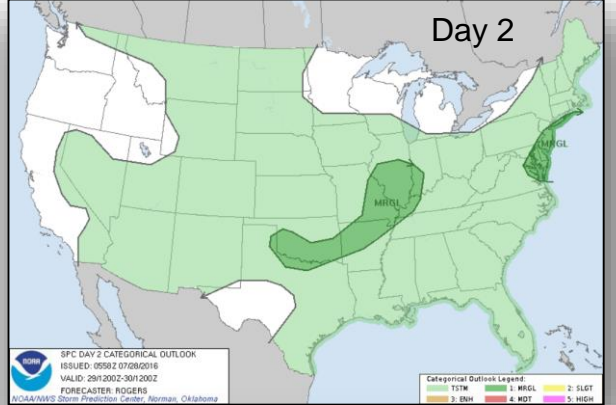 Day 2
MRGL
MRGL
NOAA
SPC DAY 2 CATEGORICAL OUTLOOK
ISSUED: 0558Z 07/28/2016
VALID: 29/1200Z-30/1200Z
FORECASTER: ROGERS
NOAA/NWS Storm Prediction Center, Norman, Oklahoma
Categorical Outlook Legend:
TSTM 1: MRGL 2: SLGT
3: ENH 4: MDT 5: HIGH